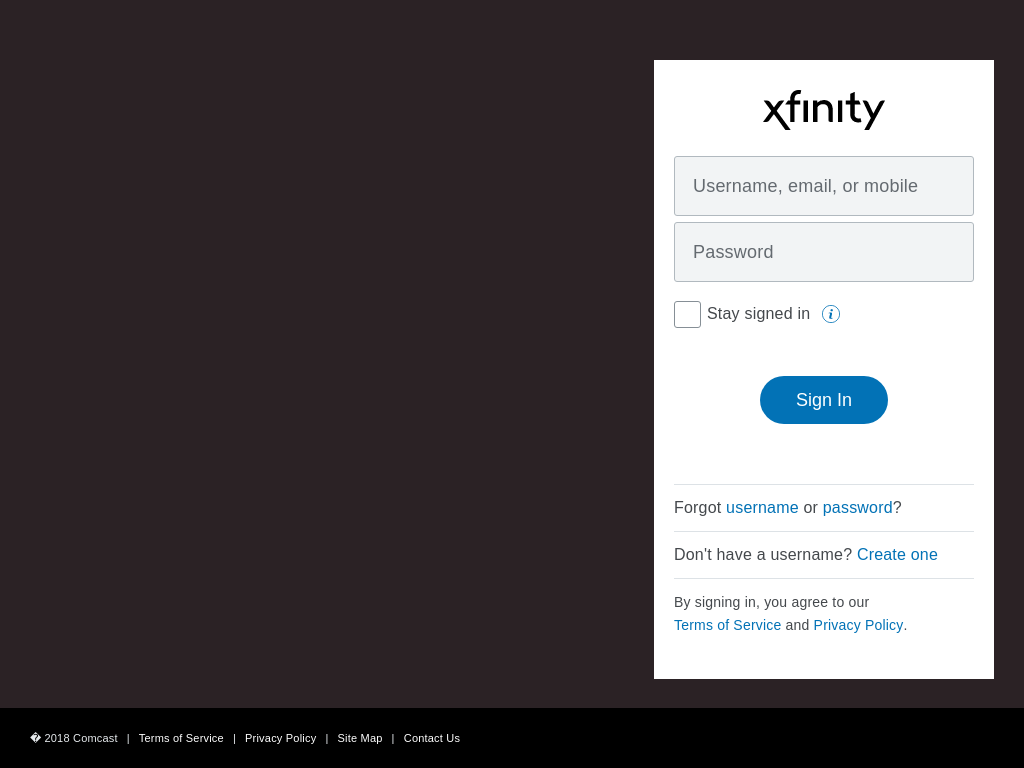 xfinity
Username, email, or mobile
Password
Stay signed in i
Sign In
Forgot username or password?
Don't have a username? Create one
By signing in, you agree to our
Terms of Service and Privacy Policy.
� 2018 Comcast | Terms of Service | Privacy Policy | Site Map | Contact Us